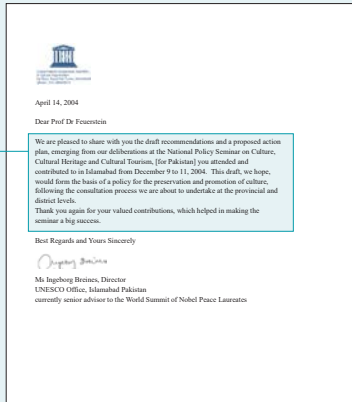 April 14, 2004
Dear Prof Dr Feuerstein
We are pleased to share with you the draft recommendations and a proposed action
plan, emerging from our deliberations at the National Policy Seminar on Culture,
Cultural Heritage and Cultural Tourism, [for Pakistan] you attended and
contributed to in Islamabad from December 9 to 11, 2004. This draft, we hope,
would form the basis of a policy for the preservation and promotion of culture,
following the consultation process we are about to undertake at the provincial and
district levels.
Thank you again for your valued contributions, which helped in making the
seminar a big success.
Best Regards and Yours Sincerely
Ingeborg Breines
Ms Ingeborg Breines, Director
UNESCO Office, Islamabad Pakistan
currently senior advisor to the World Summit of Nobel Peace Laureates